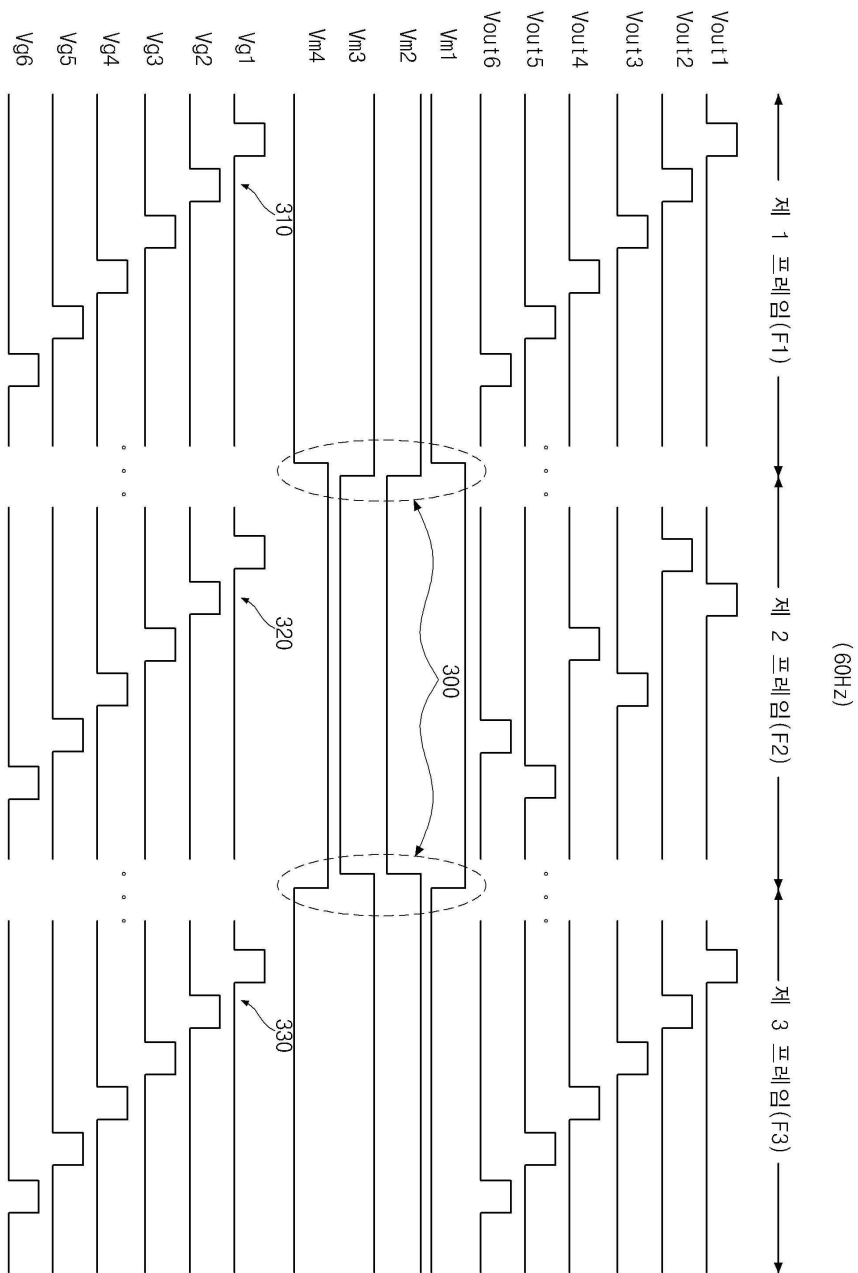 (60Hz)
제 1 프레임(F1)
제 2 프레임(F2)
제 3 프레임(F3)
Vout1
Vout2
Vout3
Vout4
Vout5
Vout6
Vm1
Vm2
Vm3
Vm4
300
Vg1
Vg2
Vg3
Vg4
Vg5
Vg6
310
320
330